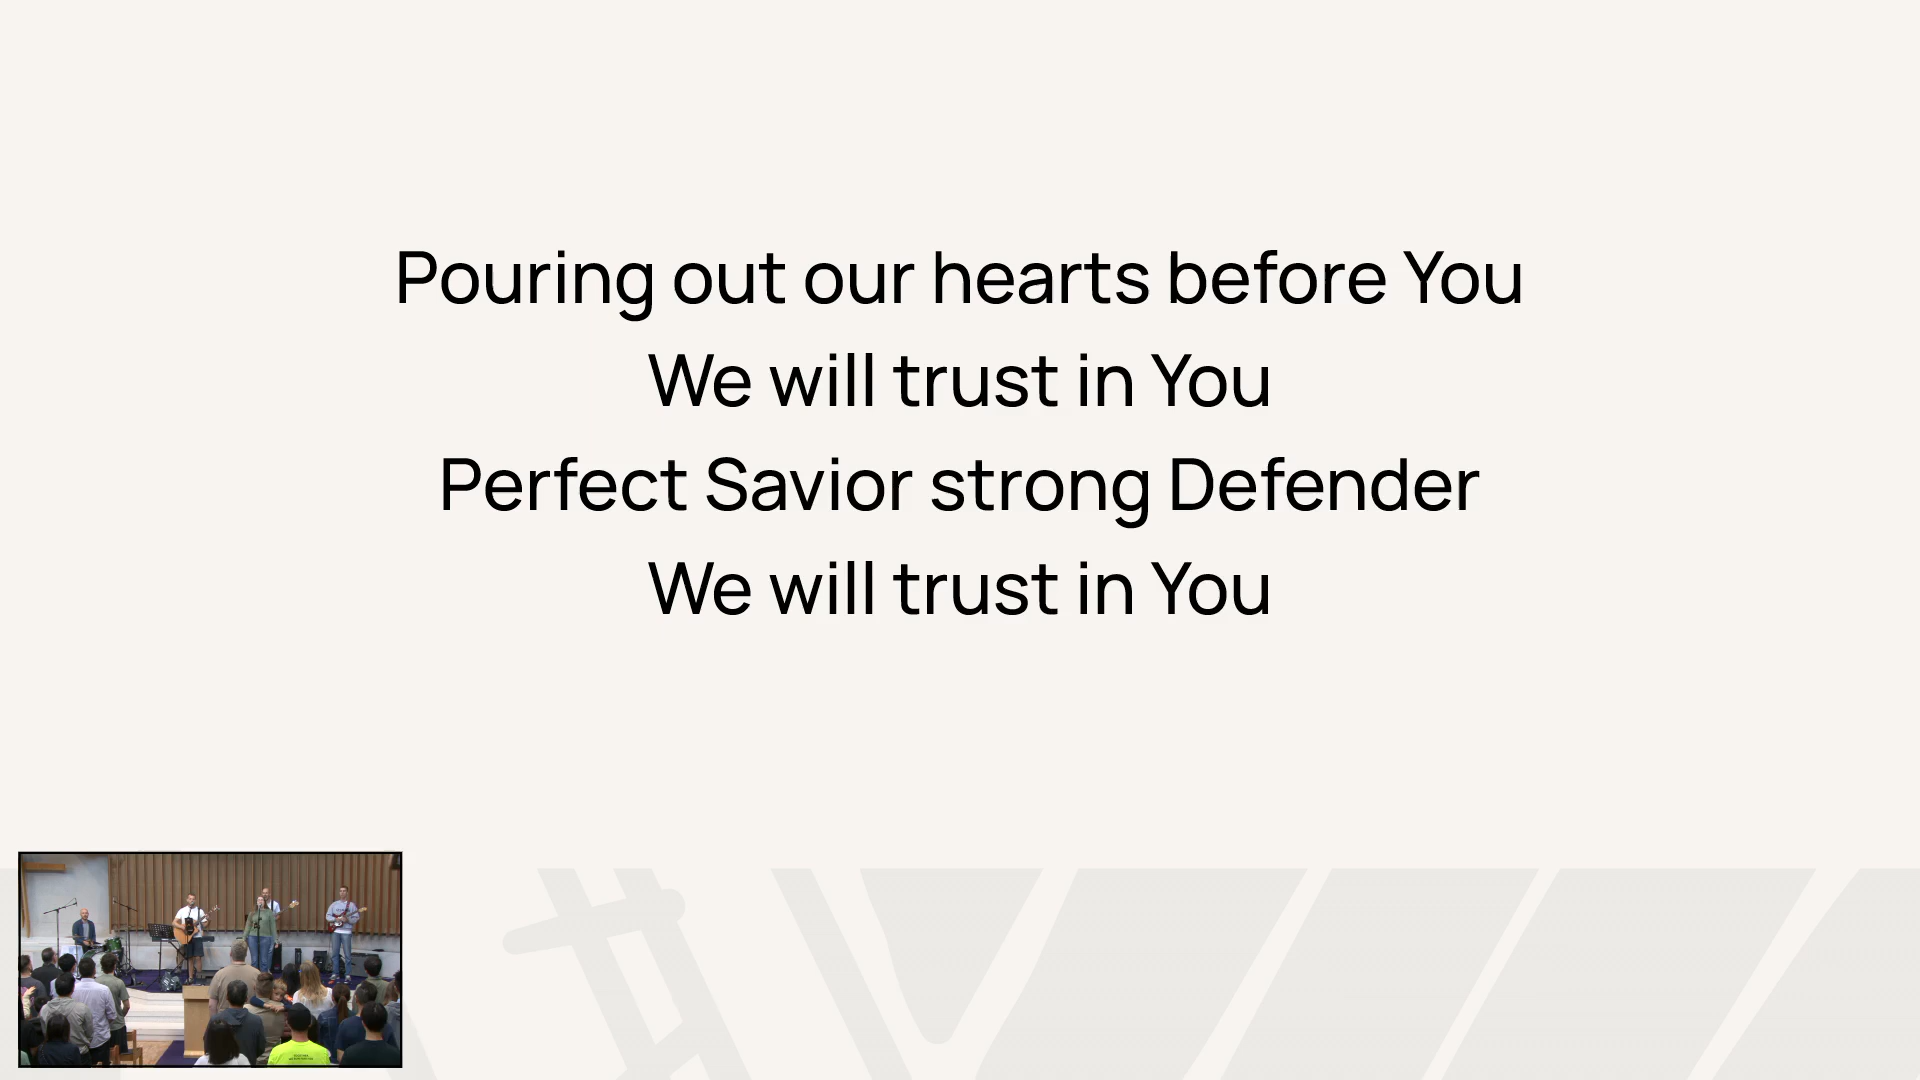 Pouring out our hearts before You
We will trust in You
Perfect Savior strong Defender
We will trust in You